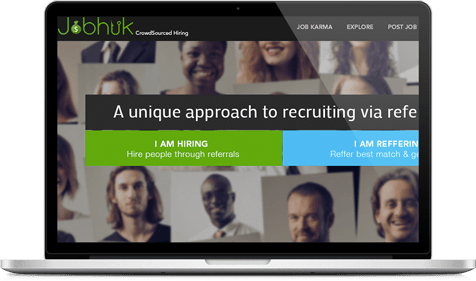 Jobhuk CrowdSourced Hiring
JOB KARMA EXPLORE POST JOB
A unique approach to recruiting via refe
I AM HIRING
Hire people through referrals
I AM REFFERIN
Reffer best match & g